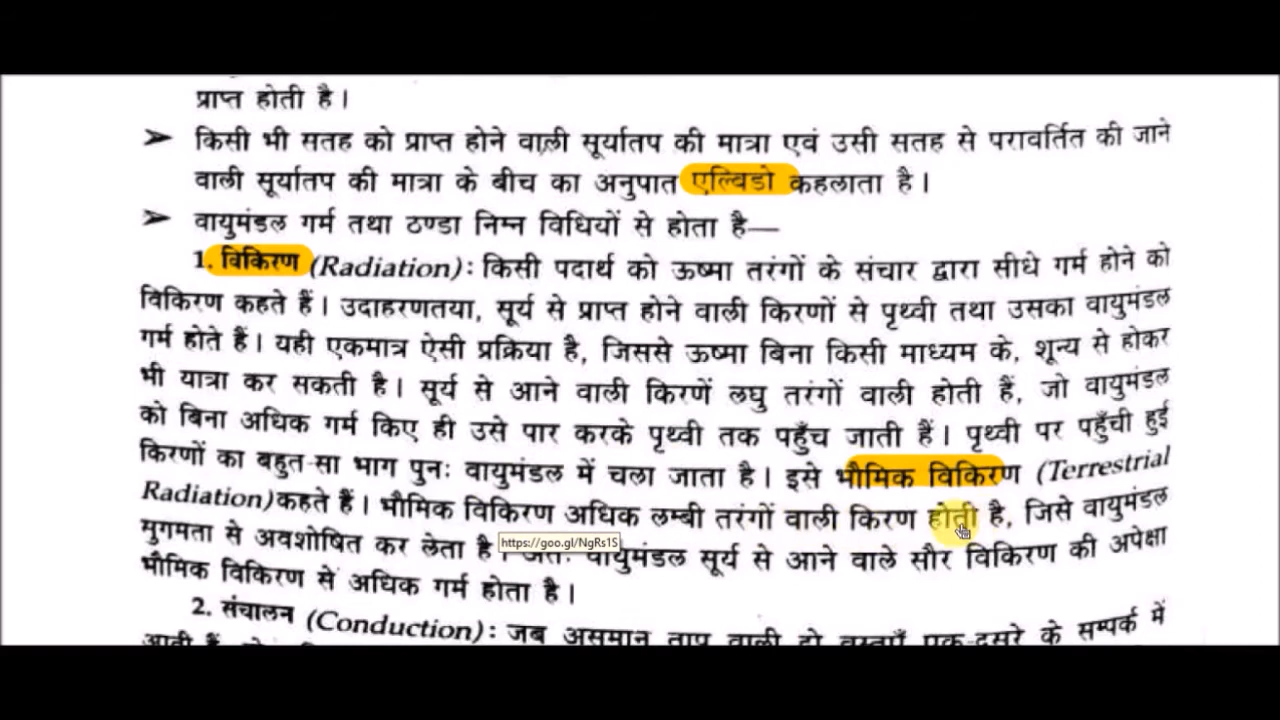 प्राप्त होती है।
➤ किसी भी सतह को प्राप्त होने वाली सूर्यातप की मात्रा एवं उसी सतह से परावर्तित की जाने
वाली सूर्यातप की मात्रा के बीच का अनुपात एल्विडो कहलाता है।
➤ वायुमंडल गर्म तथा ठण्डा निम्न विधियों से होता है—
1. विकिरण (Radiation): किसी पदार्थ को ऊष्मा तरंगों के संचार द्वारा सीधे गर्म होने को
विकिरण कहते हैं। उदाहरणतया, सूर्य से प्राप्त होने वाली किरणों से पृथ्वी तथा उसका वायुमंडल
गर्म होते हैं। यही एकमात्र ऐसी प्रक्रिया है, जिससे ऊष्मा बिना किसी माध्यम के, शून्य से होकर
भी यात्रा कर सकती है। सूर्य से आने वाली किरणें लघु तरंगों वाली होती हैं, जो वायुमंडल
को बिना अधिक गर्म किए ही उसे पार करके पृथ्वी तक पहुँच जाती हैं। पृथ्वी पर पहुँची हुई
किरणों का बहुत-सा भाग पुनः वायुमंडल में चला जाता है। इसे भौमिक विकिरण (Terrestrial
Radiation) कहते हैं। भौमिक विकिरण अधिक लम्बी तरंगों वाली किरण होती है, जिसे वायुमंडल
सुगमता से अवशोषित कर लेता है। अतः वायुमंडल सूर्य से आने वाले सौर विकिरण की अपेक्षा
https://goo.gl/NgRs1S
भौमिक विकिरण से अधिक गर्म होता है।
2. संचालन (Conduction): जब असमान ताप वाली दो वस्तुएँ एक-दूसरे के सम्पर्क में